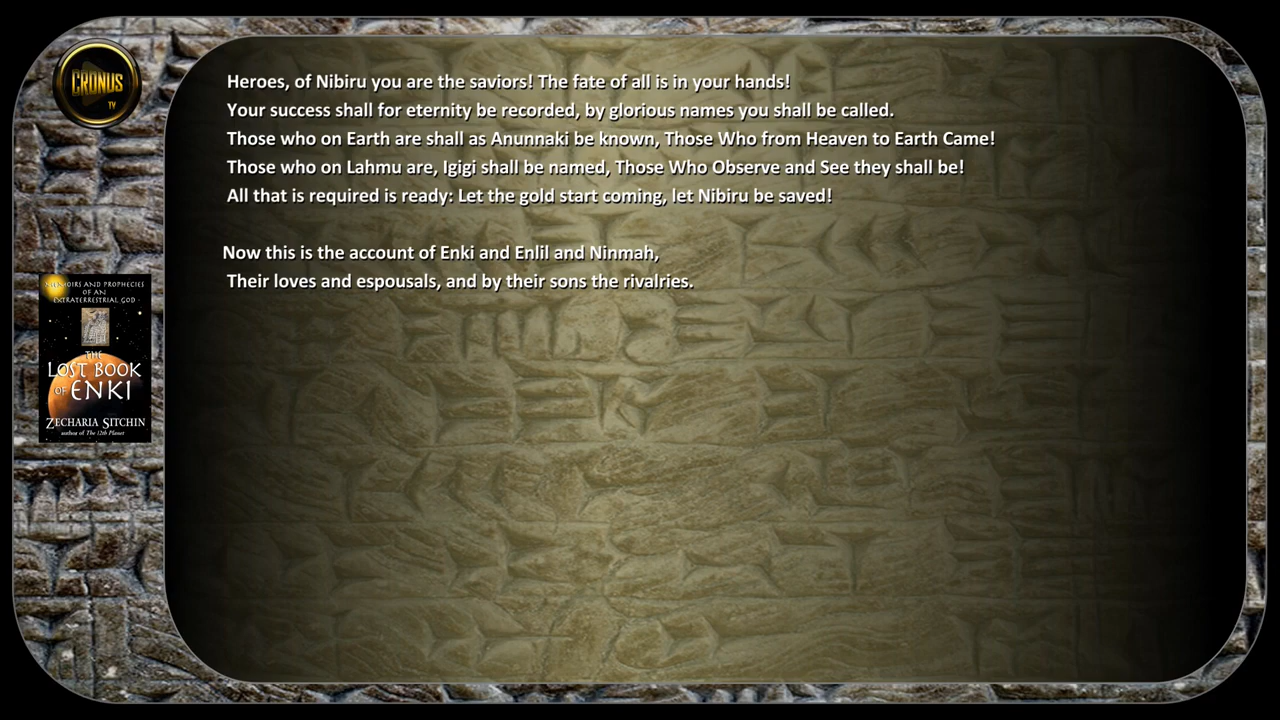 CRONUS
TV
Heroes, of Nibiru you are the saviors! The fate of all is in your hands!
Your success shall for eternity be recorded, by glorious names you shall be called.
Those who on Earth are shall as Anunnaki be known, Those Who from Heaven to Earth Came!
Those who on Lahmu are, Igigi shall be named, Those Who Observe and See they shall be!
All that is required is ready: Let the gold start coming, let Nibiru be saved!
Now this is the account of Enki and Enlil and Ninmah,
Their loves and espousals, and by their sons the rivalries.
MEMOIRS AND PROPHECIES
OF AN
EXTRATERRESTRIAL GOD
THE
LOST BOOK
OF ENKI
ZECHARIA SITCHIN
author of The 12th Planet